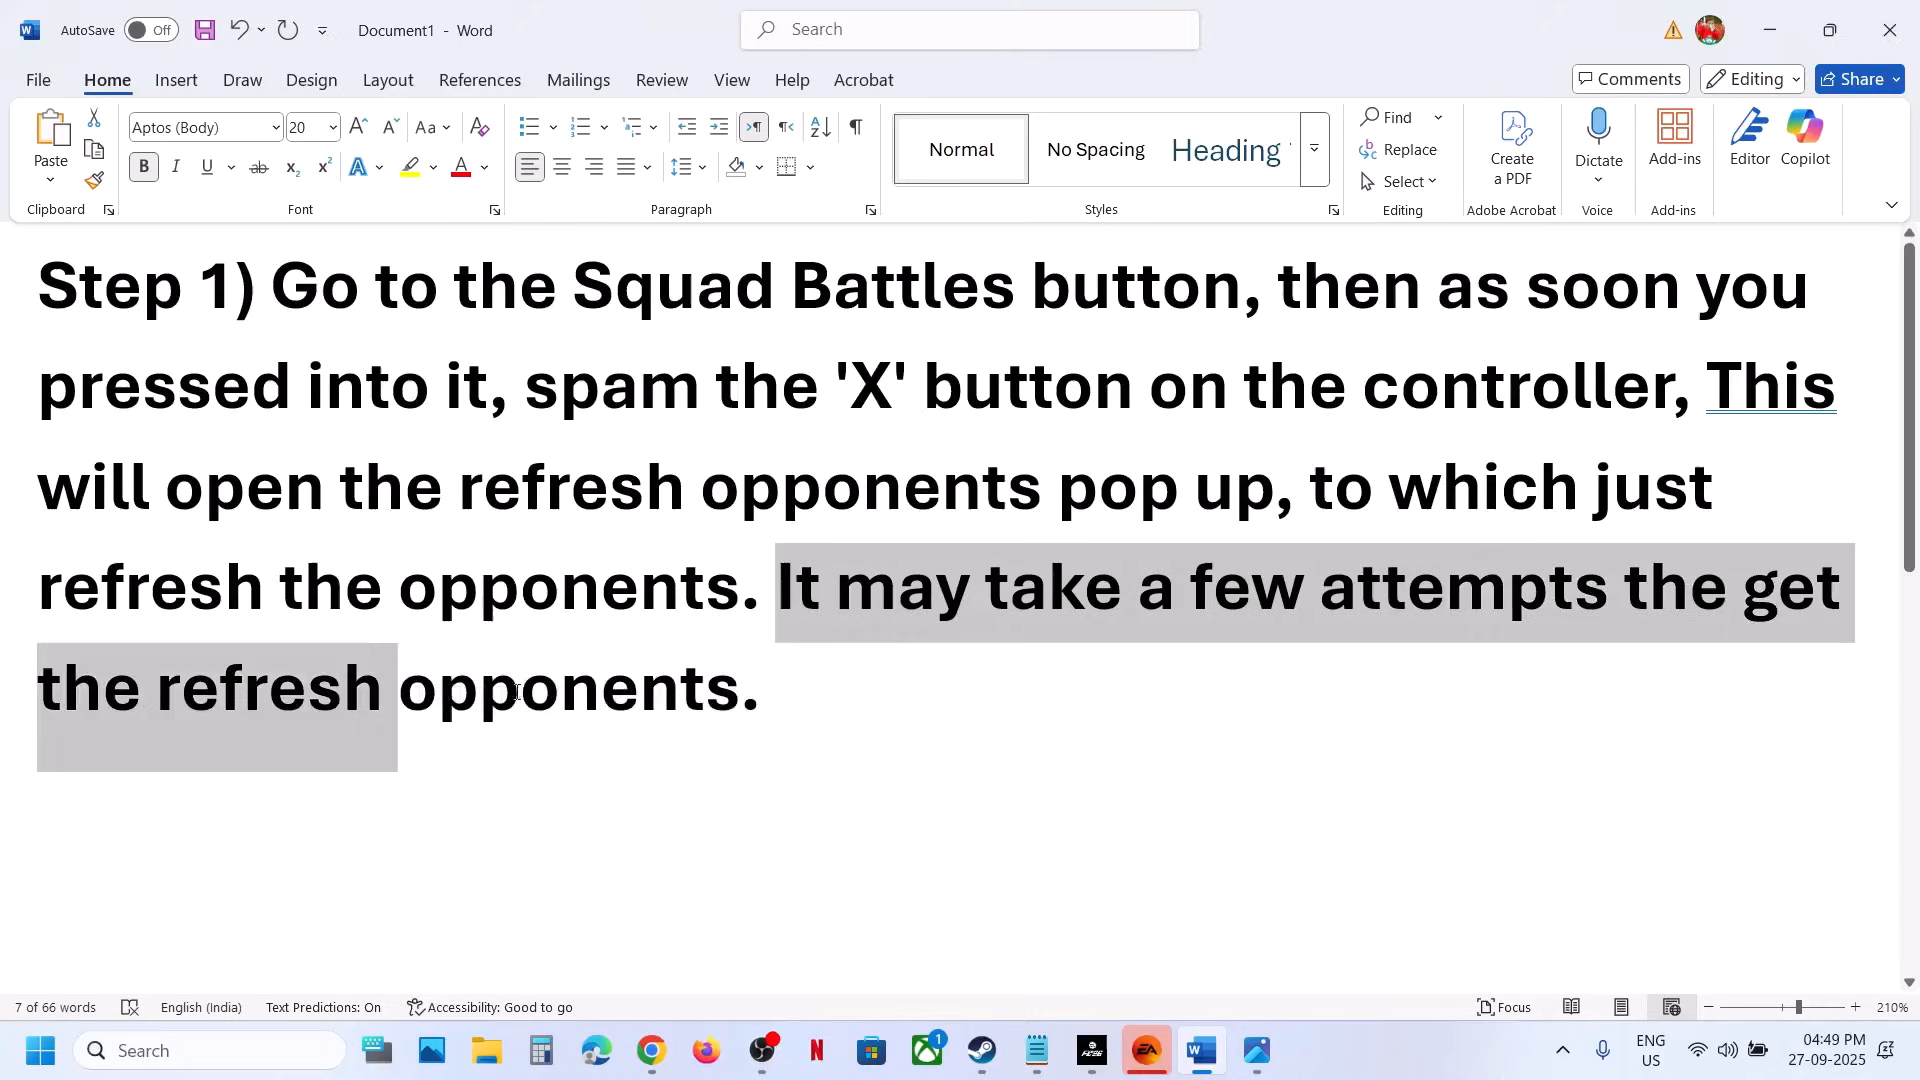 AutoSave Off Document1 - Word Search
File Home Insert Draw Design Layout References Mailings Review View Help Acrobat Comments Editing Share
Paste Aptos (Body) 20 Aa Normal No Spacing Heading Find Replace Select Create a PDF Dictate Add-ins Editor Copilot
Clipboard Font Paragraph Styles Editing Adobe Acrobat Voice Add-ins
Step 1) Go to the Squad Battles button, then as soon you
pressed into it, spam the 'X' button on the controller, This
will open the refresh opponents pop up, to which just
refresh the opponents. It may take a few attempts the get
the refresh opponents.
7 of 66 words English (India) Text Predictions: On Accessibility: Good to go Focus 210%
Search ENG US 04:49 PM 27-09-2025